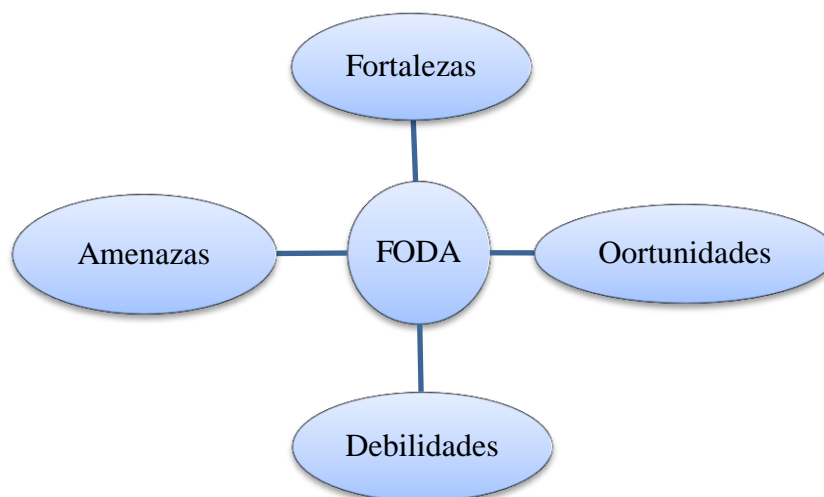 Fortalezas
Amenazas
FODA
Oortunidades
Debilidades